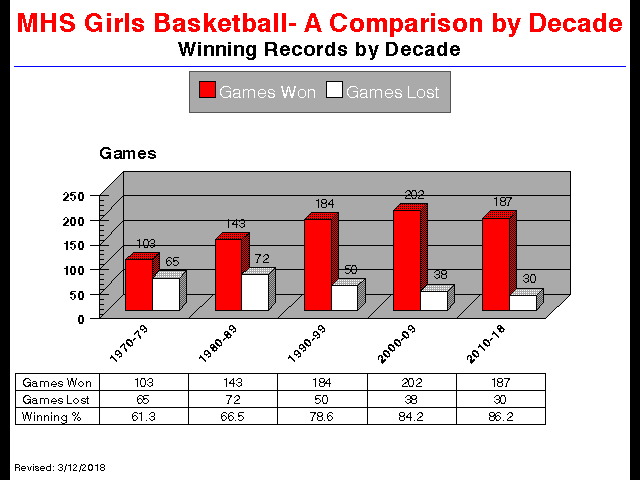 MHS Girls Basketball- A Comparison by Decade
Winning Records by Decade
Games Won Games Lost
Games
250
200
150
100
50
0
103 65 143 72 184 50 202 38 187 30
1970-79 1980-89 1990-99 2000-09 2010-18
Games Won 103 143 184 202 187
Games Lost 65 72 50 38 30
Winning % 61.3 66.5 78.6 84.2 86.2
Revised: 3/12/2018